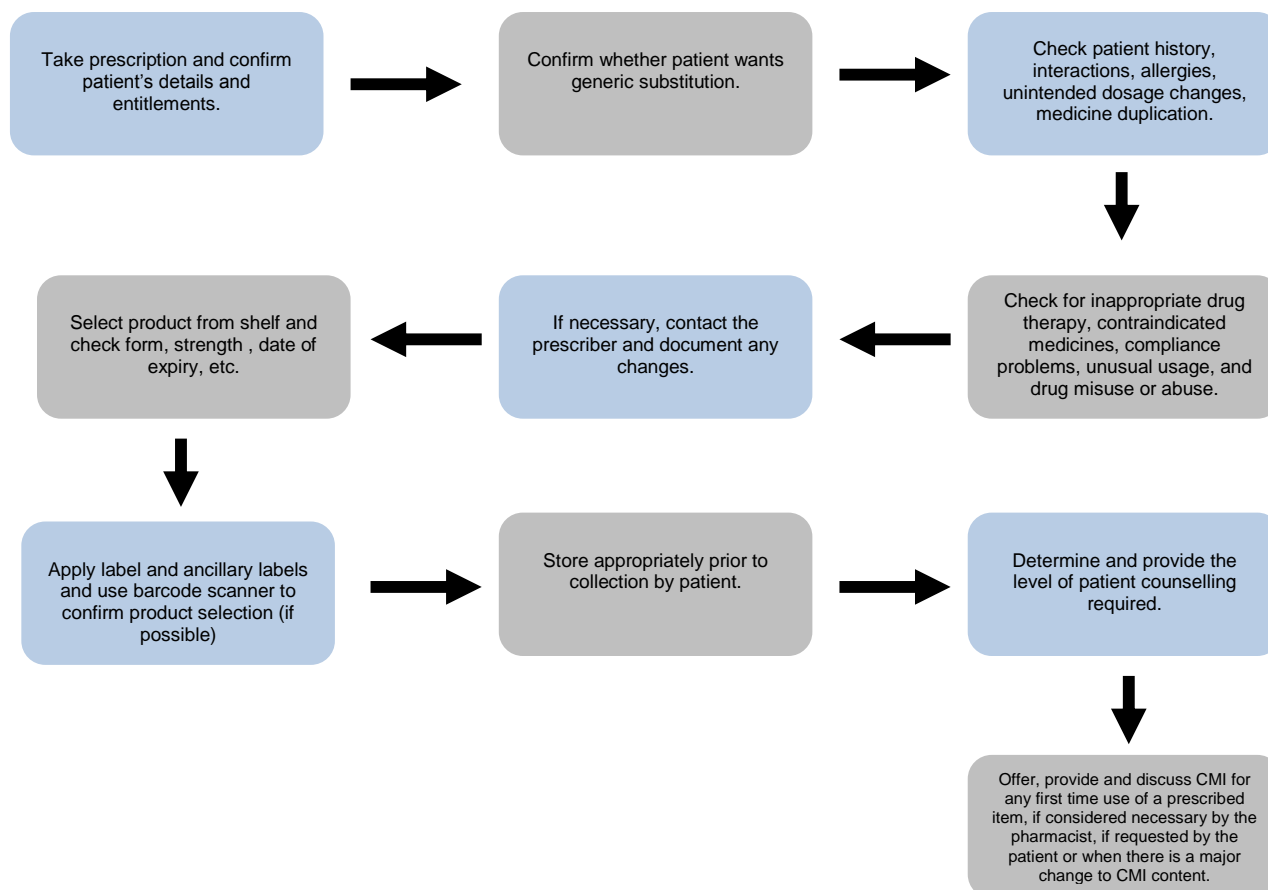 Take prescription and confirm
patient’s details and
entitlements.
Confirm whether patient wants
generic substitution.
Check patient history,
interactions, allergies,
unintended dosage changes,
medicine duplication.
Check for inappropriate drug
therapy, contraindicated
medicines, compliance
problems, unusual usage, and
drug misuse or abuse.
If necessary, contact the
prescriber and document any
changes.
Select product from shelf and
check form, strength , date of
expiry, etc.
Apply label and ancillary labels
and use barcode scanner to
confirm product selection (if
possible)
Store appropriately prior to
collection by patient.
Determine and provide the
level of patient counselling
required.
Offer, provide and discuss CMI for
any first time use of a prescribed
item, if considered necessary by the
pharmacist, if requested by the
patient or when there is a major
change to CMI content.